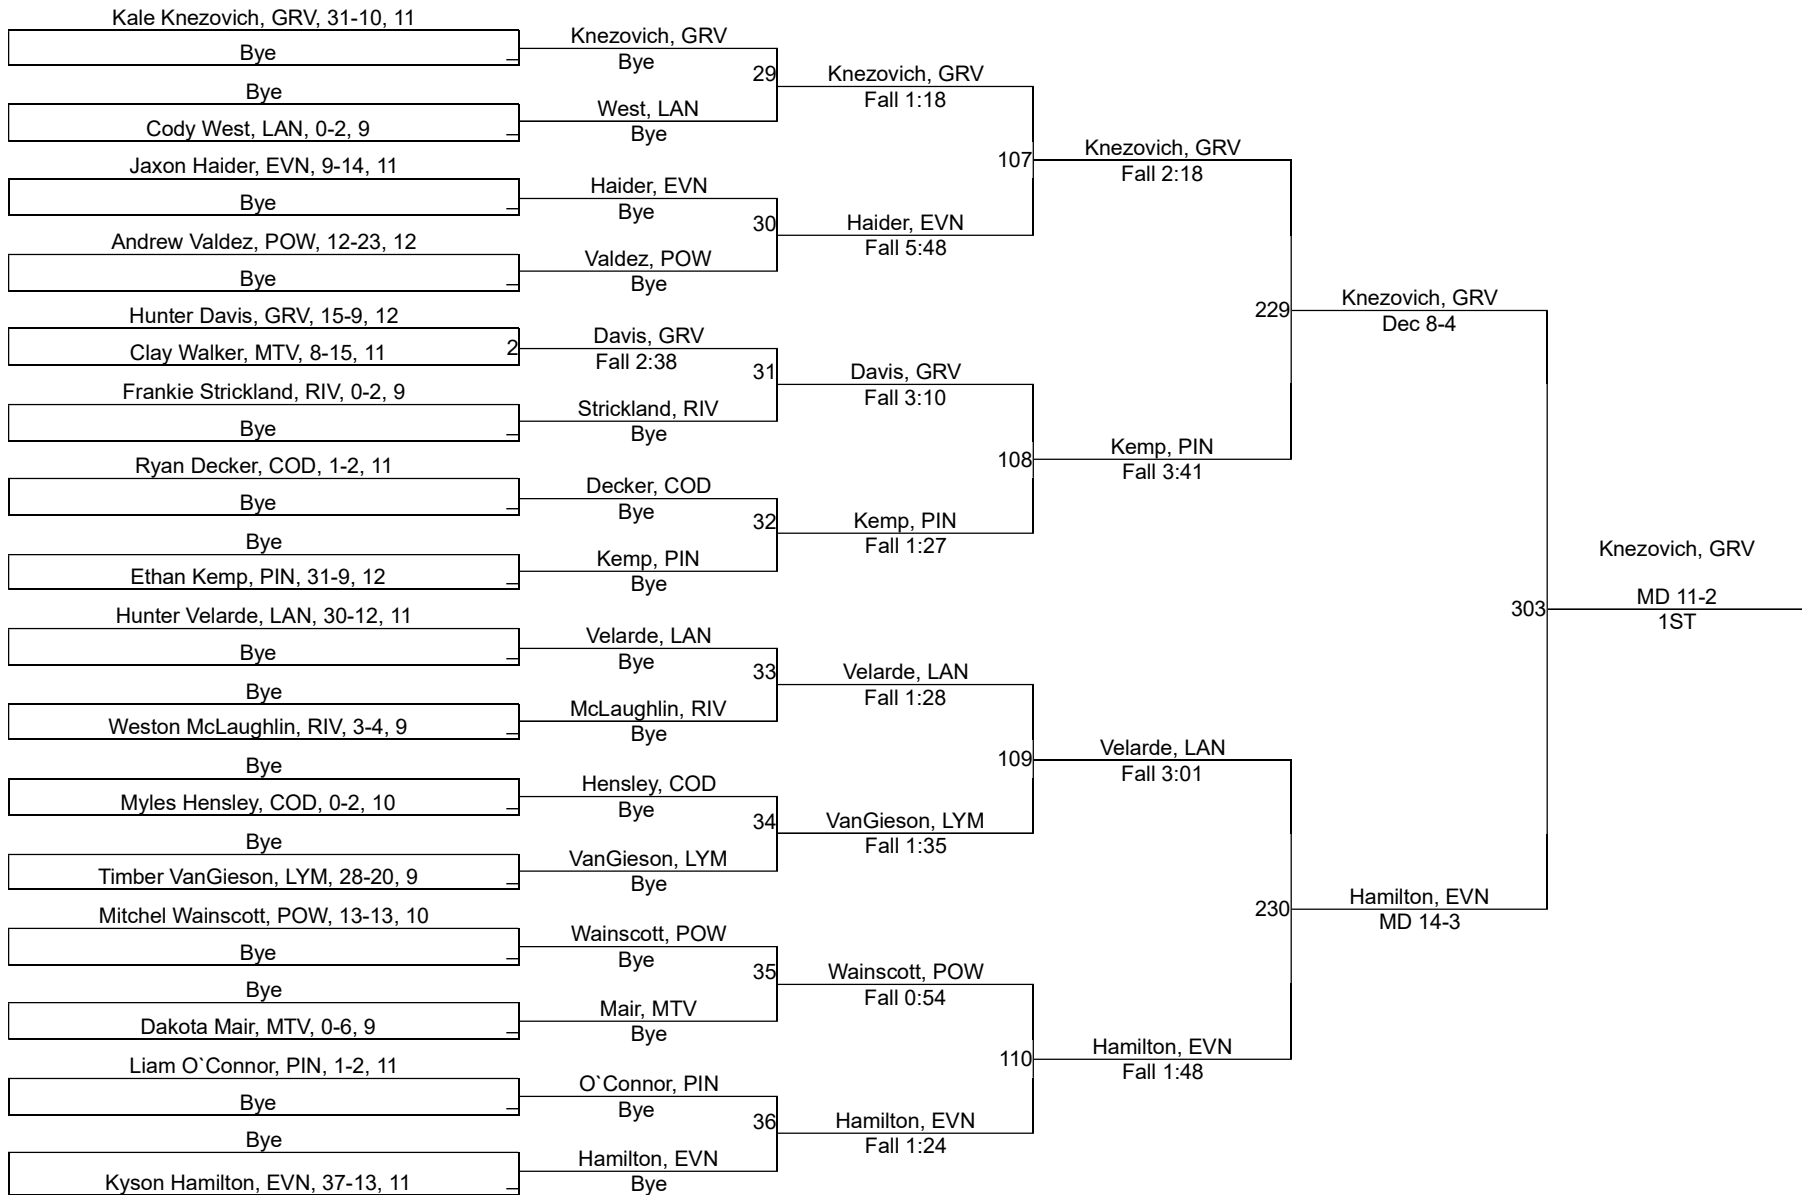 Kale Knezovich, GRV, 31-10, 11
Bye
Bye
Cody West, LAN, 0-2, 9
Jaxon Haider, EVN, 9-14, 11
Bye
Andrew Valdez, POW, 12-23, 12
Bye
Hunter Davis, GRV, 15-9, 12
Clay Walker, MTV, 8-15, 11
2
Frankie Strickland, RIV, 0-2, 9
Bye
Ryan Decker, COD, 1-2, 11
Bye
Bye
Ethan Kemp, PIN, 31-9, 12
Hunter Velarde, LAN, 30-12, 11
Bye
Bye
Weston McLaughlin, RIV, 3-4, 9
Bye
Myles Hensley, COD, 0-2, 10
Bye
Timber VanGieson, LYM, 28-20, 9
Mitchel Wainscott, POW, 13-13, 10
Bye
Bye
Dakota Mair, MTV, 0-6, 9
Liam O`Connor, PIN, 1-2, 11
Bye
Bye
Kyson Hamilton, EVN, 37-13, 11
Knezovich, GRV
Bye
29
West, LAN
Bye
Haider, EVN
Bye
30
Valdez, POW
Bye
Davis, GRV
Fall 2:38
31
Strickland, RIV
Bye
Decker, COD
Bye
32
Kemp, PIN
Bye
Velarde, LAN
Bye
33
McLaughlin, RIV
Bye
Hensley, COD
Bye
34
VanGieson, LYM
Bye
Wainscott, POW
Bye
35
Mair, MTV
Bye
O`Connor, PIN
Bye
36
Hamilton, EVN
Bye
Knezovich, GRV
Fall 1:18
107
Haider, EVN
Fall 5:48
Davis, GRV
Fall 3:10
108
Kemp, PIN
Fall 1:27
Velarde, LAN
Fall 1:28
109
VanGieson, LYM
Fall 1:35
Wainscott, POW
Fall 0:54
110
Hamilton, EVN
Fall 1:24
Knezovich, GRV
Fall 2:18
229
Kemp, PIN
Fall 3:41
Velarde, LAN
Fall 3:01
230
Hamilton, EVN
Fall 1:48
Knezovich, GRV
Dec 8-4
303
Hamilton, EVN
MD 14-3
Knezovich, GRV
MD 11-2
1ST